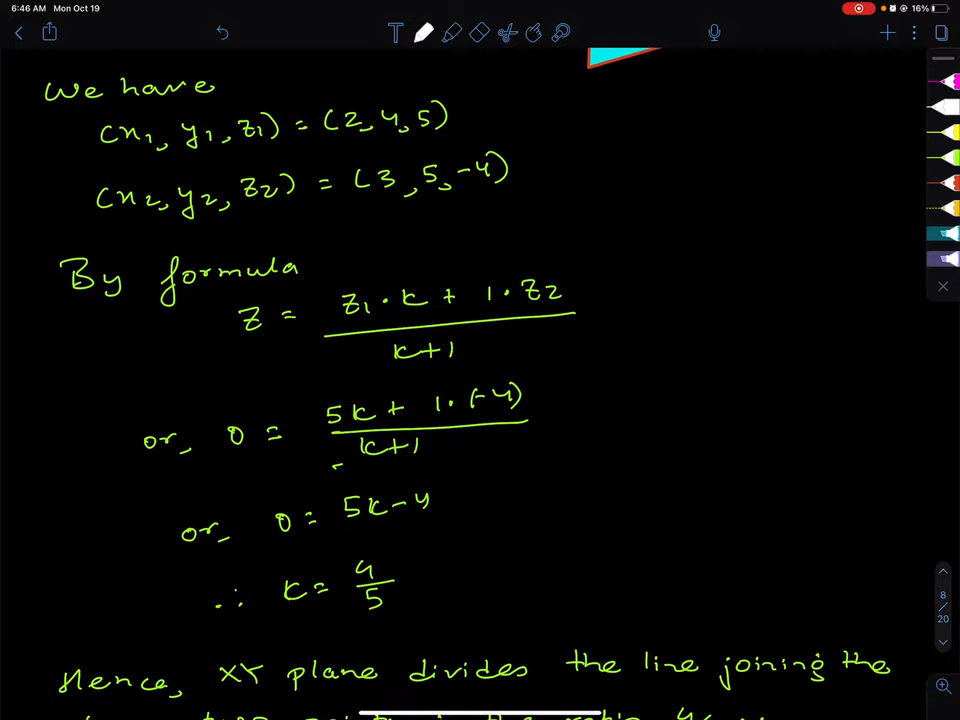 6:46 AM Mon Oct 19
16%
We have
(x1, y1, z1) = (2, 4, 5)
(x2, y2, z2) = (3, 5, -4)
By formula
z = z1 · k + 1 · z2
k+1
or, 0 = 5k + 1 · (-4)
k+1
or, 0 = 5k - 4
∴ k = 4
5
8
/
20
Hence, XY plane divides the line joining the